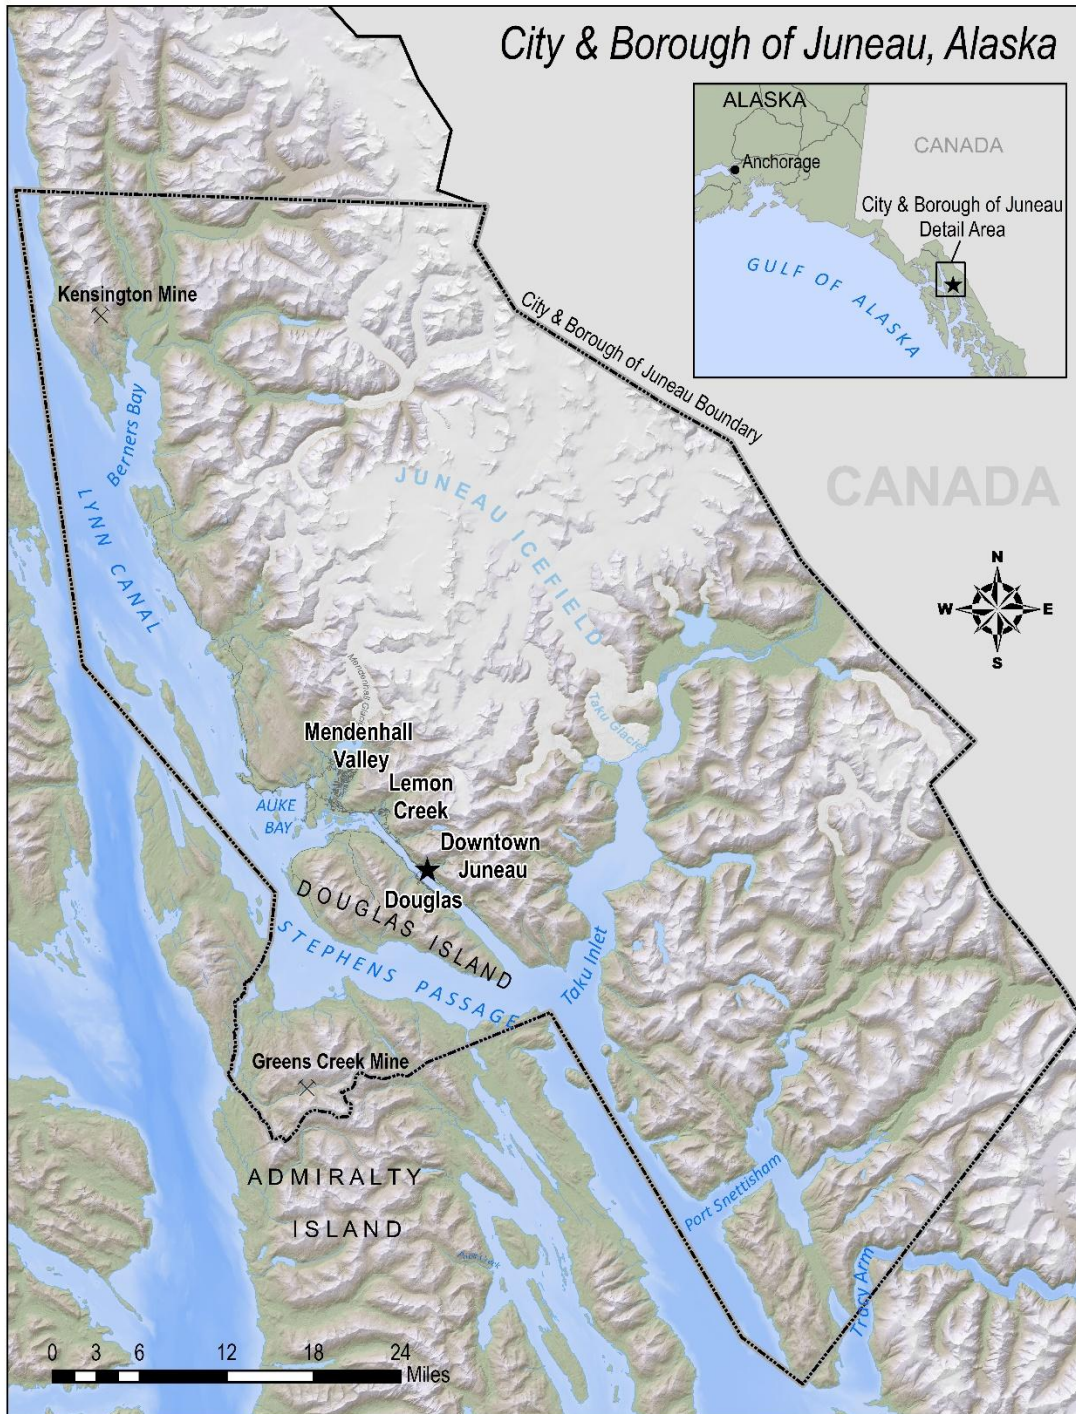 City & Borough of Juneau, Alaska
ALASKA
CANADA
Anchorage
City & Borough of Juneau
Detail Area
GULF OF ALASKA
Kensington Mine
City & Borough of Juneau Boundary
Berners Bay
JUNEAU ICEFIELD
CANADA
LYNN CANAL
N
W
E
S
Mendenhall Glacier
Taku Glacier
Mendenhall
Valley
Lemon
Creek
AUKE
BAY
Downtown
Juneau
Douglas
DOUGLAS ISLAND
STEPHENS PASSAGE
Taku Inlet
Greens Creek Mine
ADMIRALTY
ISLAND
Port Snettisham
Tracy Arm
0 3 6 12 18 24
Miles